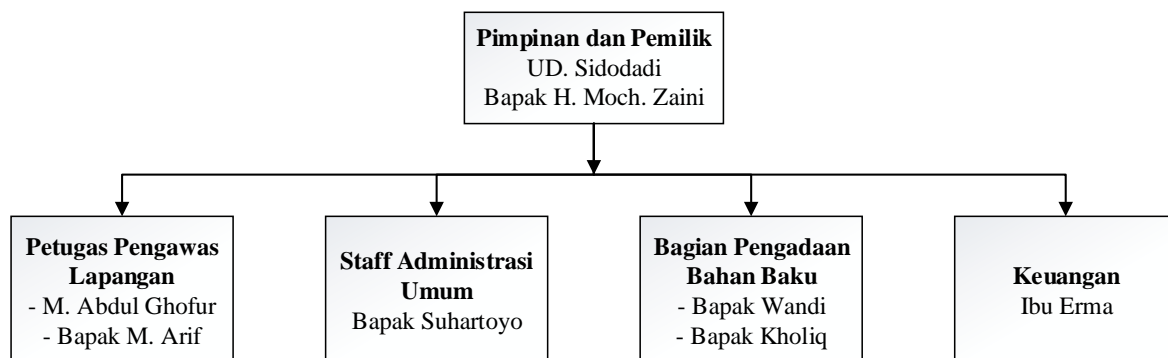 Pimpinan dan Pemilik
UD. Sidodadi
Bapak H. Moch. Zaini
Petugas Pengawas
Lapangan
- M. Abdul Ghofur
- Bapak M. Arif
Staff Administrasi
Umum
Bapak Suhartoyo
Bagian Pengadaan
Bahan Baku
- Bapak Wandi
- Bapak Kholiq
Keuangan
Ibu Erma